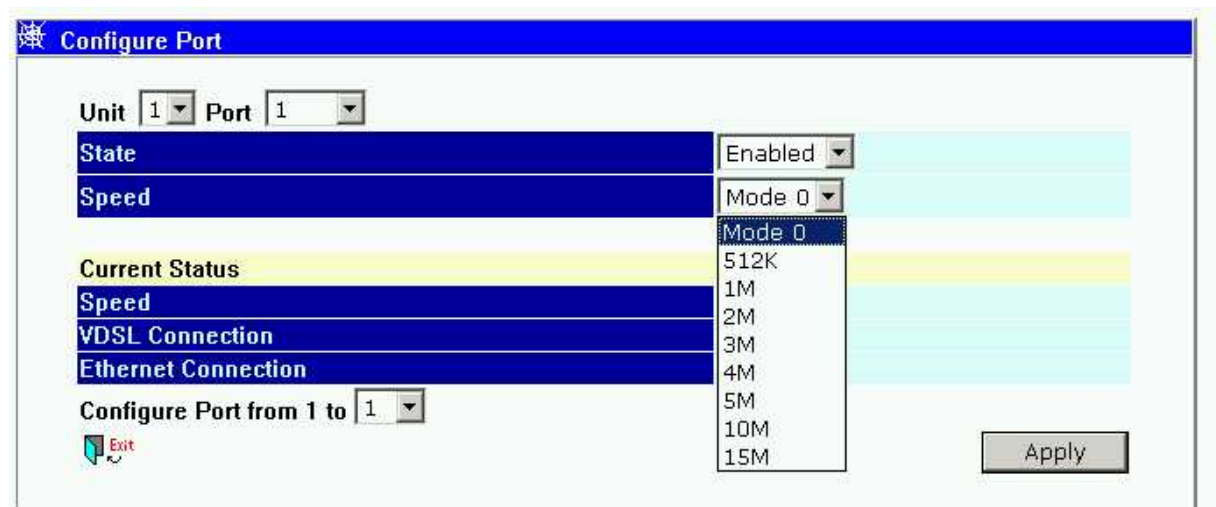 Configure Port
Unit 1 Port 1
State Enabled
Speed Mode 0
Mode 0
512K
1M
2M
3M
4M
5M
10M
15M
Current Status
Speed
VDSL Connection
Ethernet Connection
Configure Port from 1 to 1
Exit
Apply